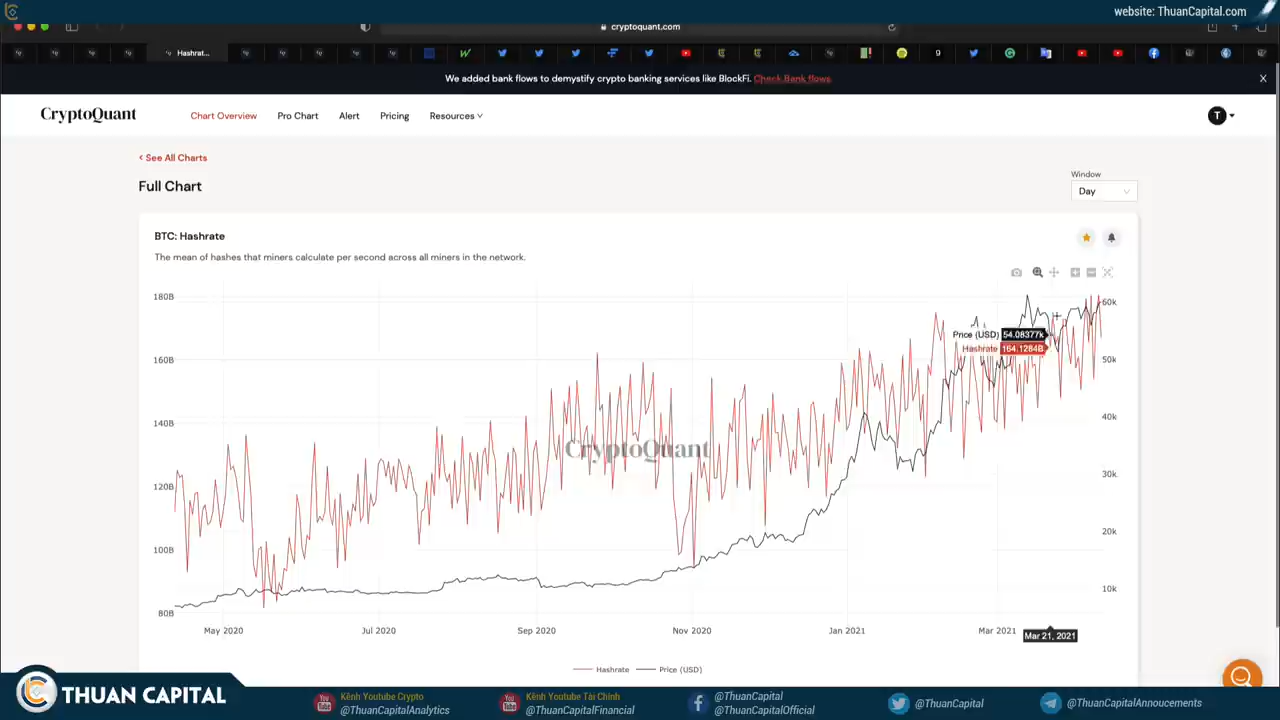 website: ThuanCapital.com
cryptoquant.com
Hashrat...
We added bank flows to demystify crypto banking services like BlockFi. Check Bank flows
CryptoQuant
Chart Overview
Pro Chart
Alert
Pricing
Resources
T
< See All Charts
Full Chart
Window
Day
BTC: Hashrate
The mean of hashes that miners calculate per second across all miners in the network.
180B
160B
140B
120B
100B
80B
60k
50k
40k
30k
20k
10k
Price (USD) 54.08377k
Hashrate 164.1284B
CryptoQuant
May 2020
Jul 2020
Sep 2020
Nov 2020
Jan 2021
Mar 2021
Mar 21, 2021
Hashrate
Price (USD)
THUAN CAPITAL
Kênh Youtube Crypto
@ThuanCapitalAnalytics
Kênh Youtube Tài Chính
@ThuanCapitalFinancial
@ThuanCapital
@ThuanCapitalOfficial
@ThuanCapital
@ThuanCapitalAnnoucements